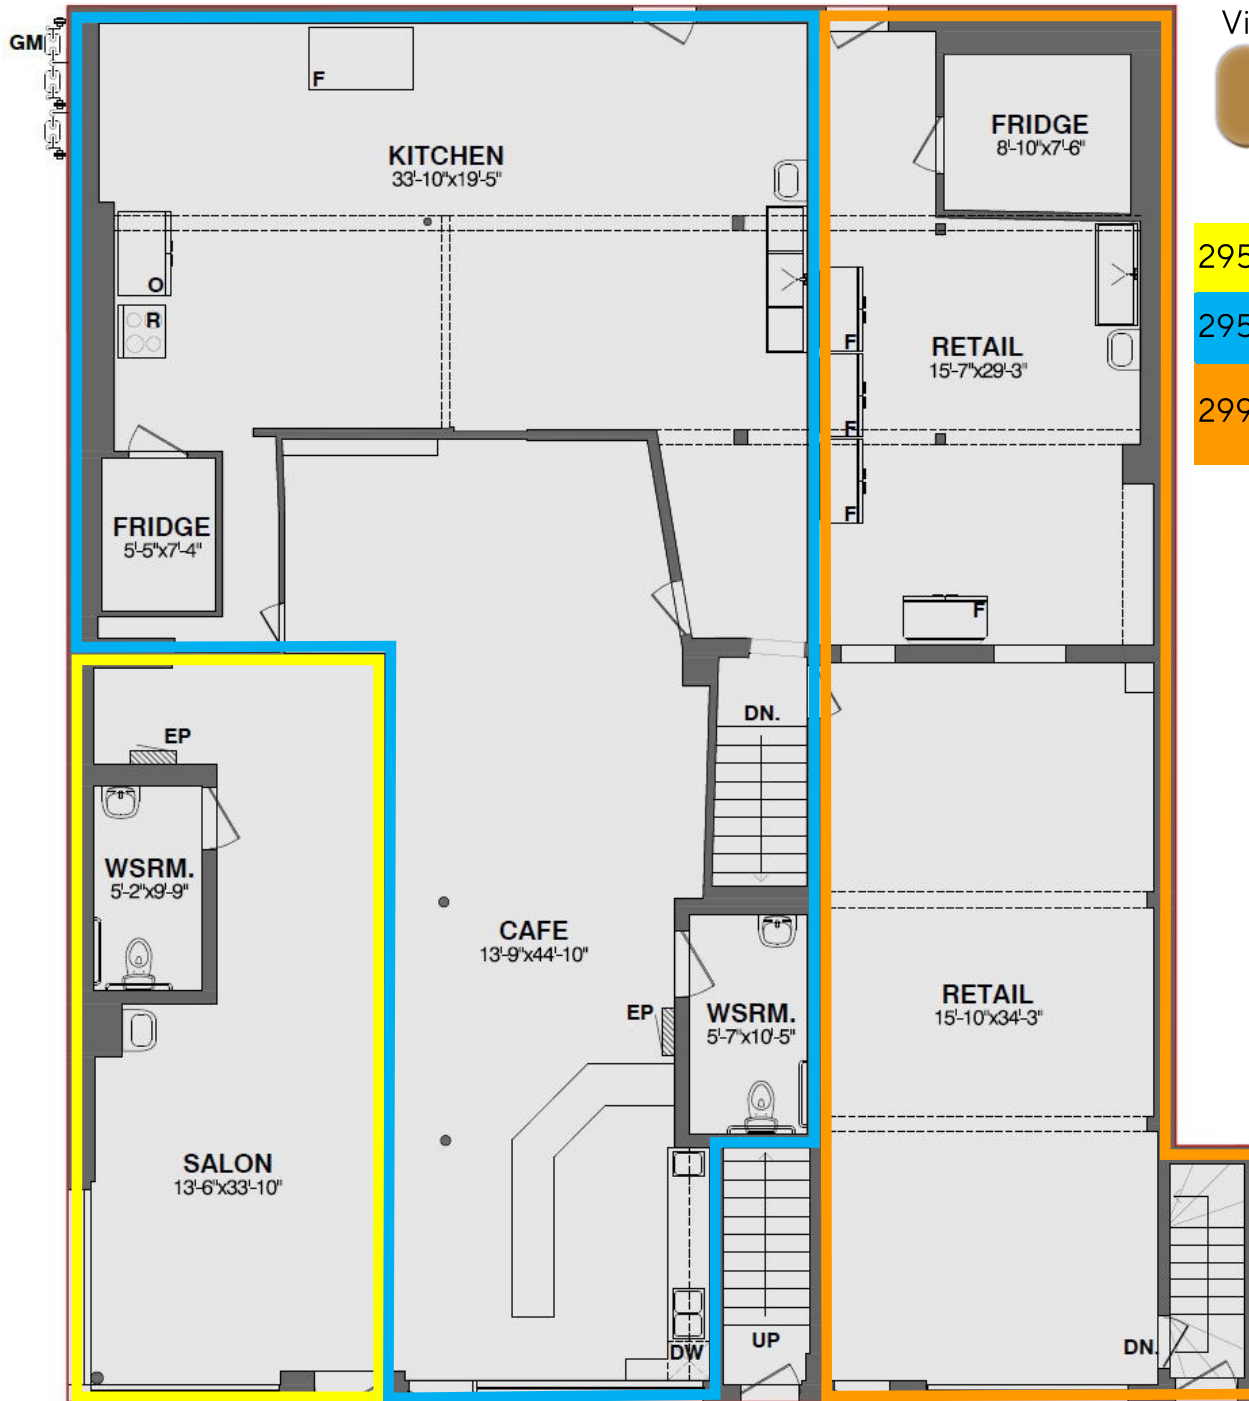 Vi
GM
F
FRIDGE
8'-10"x7'-6"
KITCHEN
33'-10"x19'-5"
295
O
R
295
F
RETAIL
15'-7"x29'-3"
299
F
F
FRIDGE
5'-5"x7'-4"
F
DN.
EP
WSRM.
5'-2"x9'-9"
CAFE
13'-9"x44'-10"
RETAIL
15'-10"x34'-3"
EP
WSRM.
5'-7"x10'-5"
SALON
13'-6"x33'-10"
UP
DW
DN.